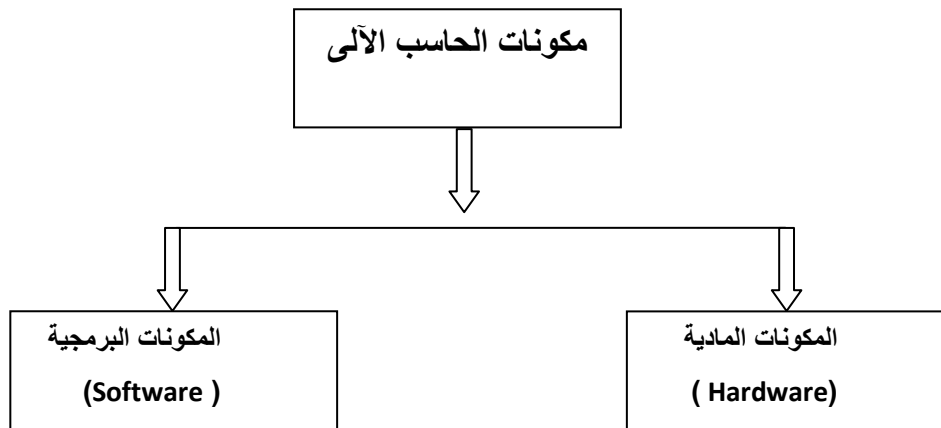 مكونات الحاسب الآلى
المكونات المادية
( Hardware)
المكونات البرمجية
(Software )